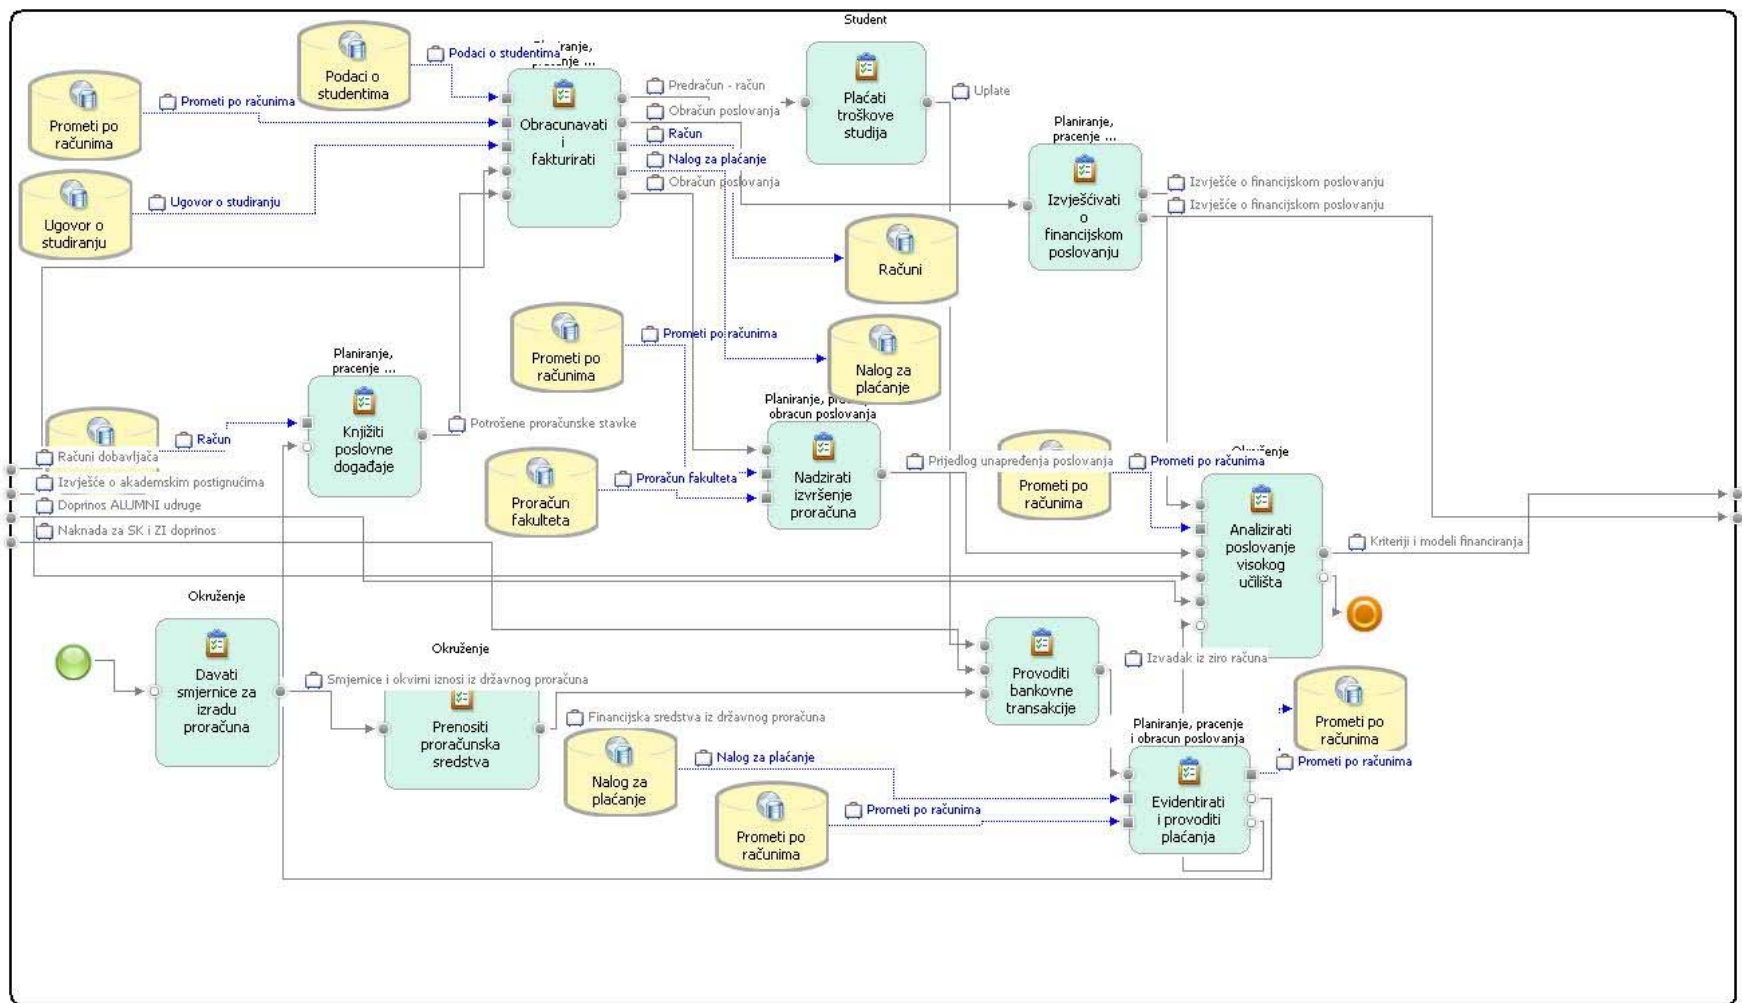 Student
Podaci o
studentima
Podaci o studentima
pracenje ...
Prometi po
računima
Prometi po računima
Ugovor o
studiranju
Ugovor o studiranju
Obracunavati
i
fakturirati
Predračun - račun
Obračun poslovanja
Račun
Nalog za plaćanje
Obračun poslovanja
Plaćati
troškove
studija
Uplate
Planiranje,
pracenje ...
Izvješćivati
o
financijskom
poslovanju
Izvješće o financijskom poslovanju
Izvješće o financijskom poslovanju
Računi
Nalog za
plaćanje
Prometi po
računima
Prometi po računima
Planiranje,
pracenje ...
Knjižiti
poslovne
događaje
Potrošene proračunske stavke
Račun
Računi dobavljača
Izvješće o akademskim postignućima
Doprinos ALUMNI udruge
Naknada za SK i ZI doprinos
Proračun
fakulteta
Proračun fakulteta
Planiranje,
obracun poslovanja
Nadzirati
izvršenje
proračuna
Prijedlog unapređenja poslovanja
Prometi po
računima
Prometi po računima
Okruženje
Analizirati
poslovanje
visokog
učilišta
Kriteriji i modeli financiranja
Okruženje
Davati
smjernice za
izradu
proračuna
Smjernice i okvirni iznosi iz državnog proračuna
Okruženje
Prenositi
proračunska
sredstva
Financijska sredstva iz državnog proračuna
Provoditi
bankovne
transakcije
Izvadak iz ziro računa
Nalog za
plaćanje
Nalog za plaćanje
Prometi po
računima
Prometi po računima
Planiranje, pracenje
i obracun poslovanja
Evidentirati
i provoditi
plaćanja
Prometi po
računima
Prometi po računima